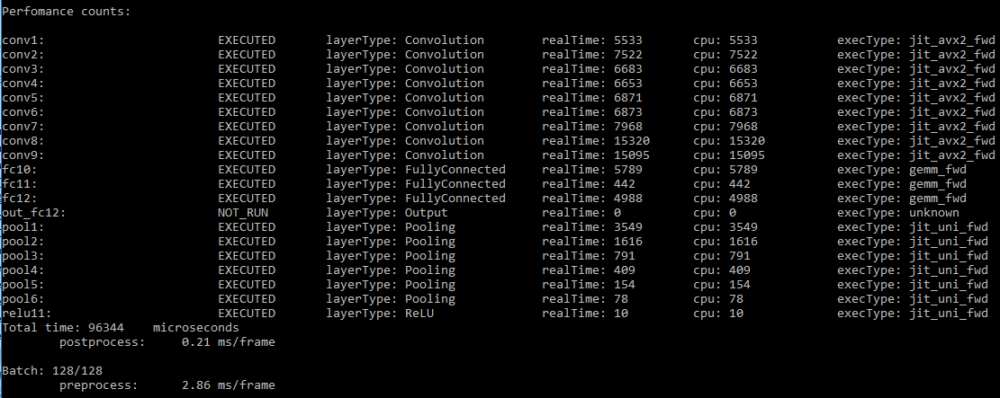 Perfomance counts:
conv1: EXECUTED layerType: Convolution realTime: 5533 cpu: 5533 execType: jit_avx2_fwd
conv2: EXECUTED layerType: Convolution realTime: 7522 cpu: 7522 execType: jit_avx2_fwd
conv3: EXECUTED layerType: Convolution realTime: 6683 cpu: 6683 execType: jit_avx2_fwd
conv4: EXECUTED layerType: Convolution realTime: 6653 cpu: 6653 execType: jit_avx2_fwd
conv5: EXECUTED layerType: Convolution realTime: 6871 cpu: 6871 execType: jit_avx2_fwd
conv6: EXECUTED layerType: Convolution realTime: 6873 cpu: 6873 execType: jit_avx2_fwd
conv7: EXECUTED layerType: Convolution realTime: 7968 cpu: 7968 execType: jit_avx2_fwd
conv8: EXECUTED layerType: Convolution realTime: 15320 cpu: 15320 execType: jit_avx2_fwd
conv9: EXECUTED layerType: Convolution realTime: 15095 cpu: 15095 execType: jit_avx2_fwd
fc10: EXECUTED layerType: FullyConnected realTime: 5789 cpu: 5789 execType: gemm_fwd
fc11: EXECUTED layerType: FullyConnected realTime: 442 cpu: 442 execType: gemm_fwd
fc12: EXECUTED layerType: FullyConnected realTime: 4988 cpu: 4988 execType: gemm_fwd
out_fc12: NOT_RUN layerType: Output realTime: 0 cpu: 0 execType: unknown
pool1: EXECUTED layerType: Pooling realTime: 3549 cpu: 3549 execType: jit_uni_fwd
pool2: EXECUTED layerType: Pooling realTime: 1616 cpu: 1616 execType: jit_uni_fwd
pool3: EXECUTED layerType: Pooling realTime: 791 cpu: 791 execType: jit_uni_fwd
pool4: EXECUTED layerType: Pooling realTime: 409 cpu: 409 execType: jit_uni_fwd
pool5: EXECUTED layerType: Pooling realTime: 154 cpu: 154 execType: jit_uni_fwd
pool6: EXECUTED layerType: Pooling realTime: 78 cpu: 78 execType: jit_uni_fwd
relu11: EXECUTED layerType: ReLU realTime: 10 cpu: 10 execType: jit_uni_fwd
Total time: 96344 microseconds
postprocess: 0.21 ms/frame
Batch: 128/128
preprocess: 2.86 ms/frame